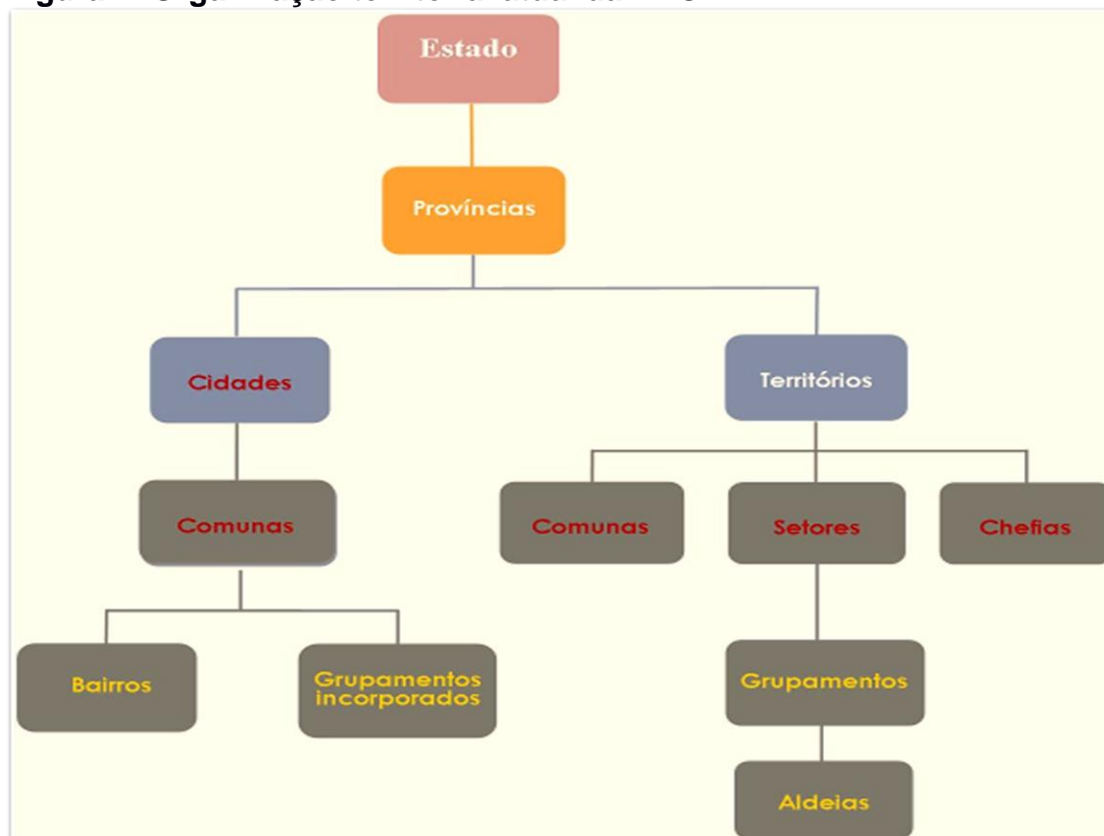 Estado
Províncias
Cidades
Territórios
Comunas
Comunas
Setores
Chefias
Bairros
Grupamentos
incorporados
Grupamentos
Aldeias